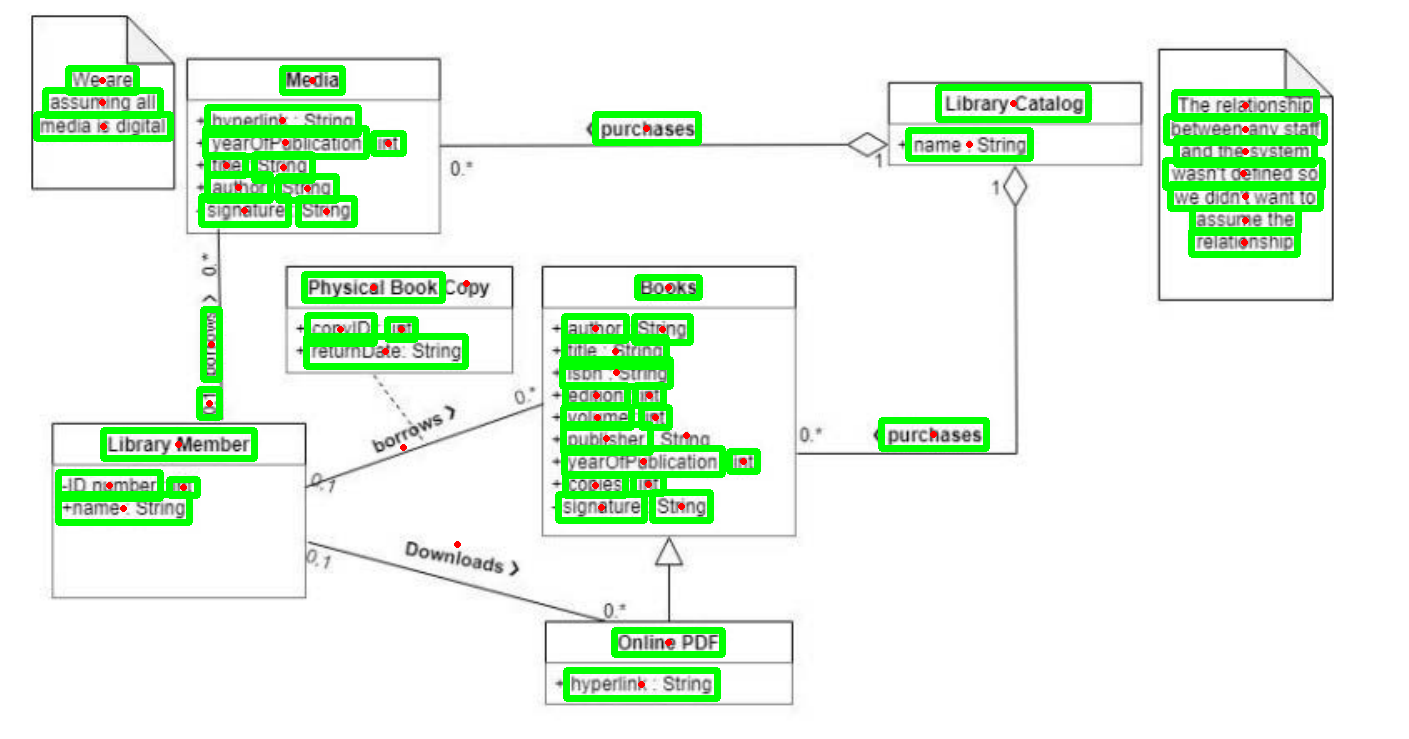 We are
assuming all
media is digital
Media
+ hyperlink : String
+ yearOfPublication : int
+ title : String
+ author : String
- signature : String
0.*
‹ purchases
1
Library Catalog
+ name : String
1
The relationship
between any staff
and the system
wasn't defined so
we didn't want to
assume the
relationship
0.*
borrows ›
0.1
Physical Book Copy
+ copyID : int
+ returnDate: String
Books
+ author : String
+ title : String
+ isbn : String
+ edition : int
+ volume : int
+ publisher : String
+ yearOfPublication : int
+ copies : int
- signature : String
0.*
‹ purchases
0.*
borrows ›
0.1
Library Member
-ID number : int
+name : String
0.1
Downloads ›
0.*
Online PDF
+ hyperlink : String